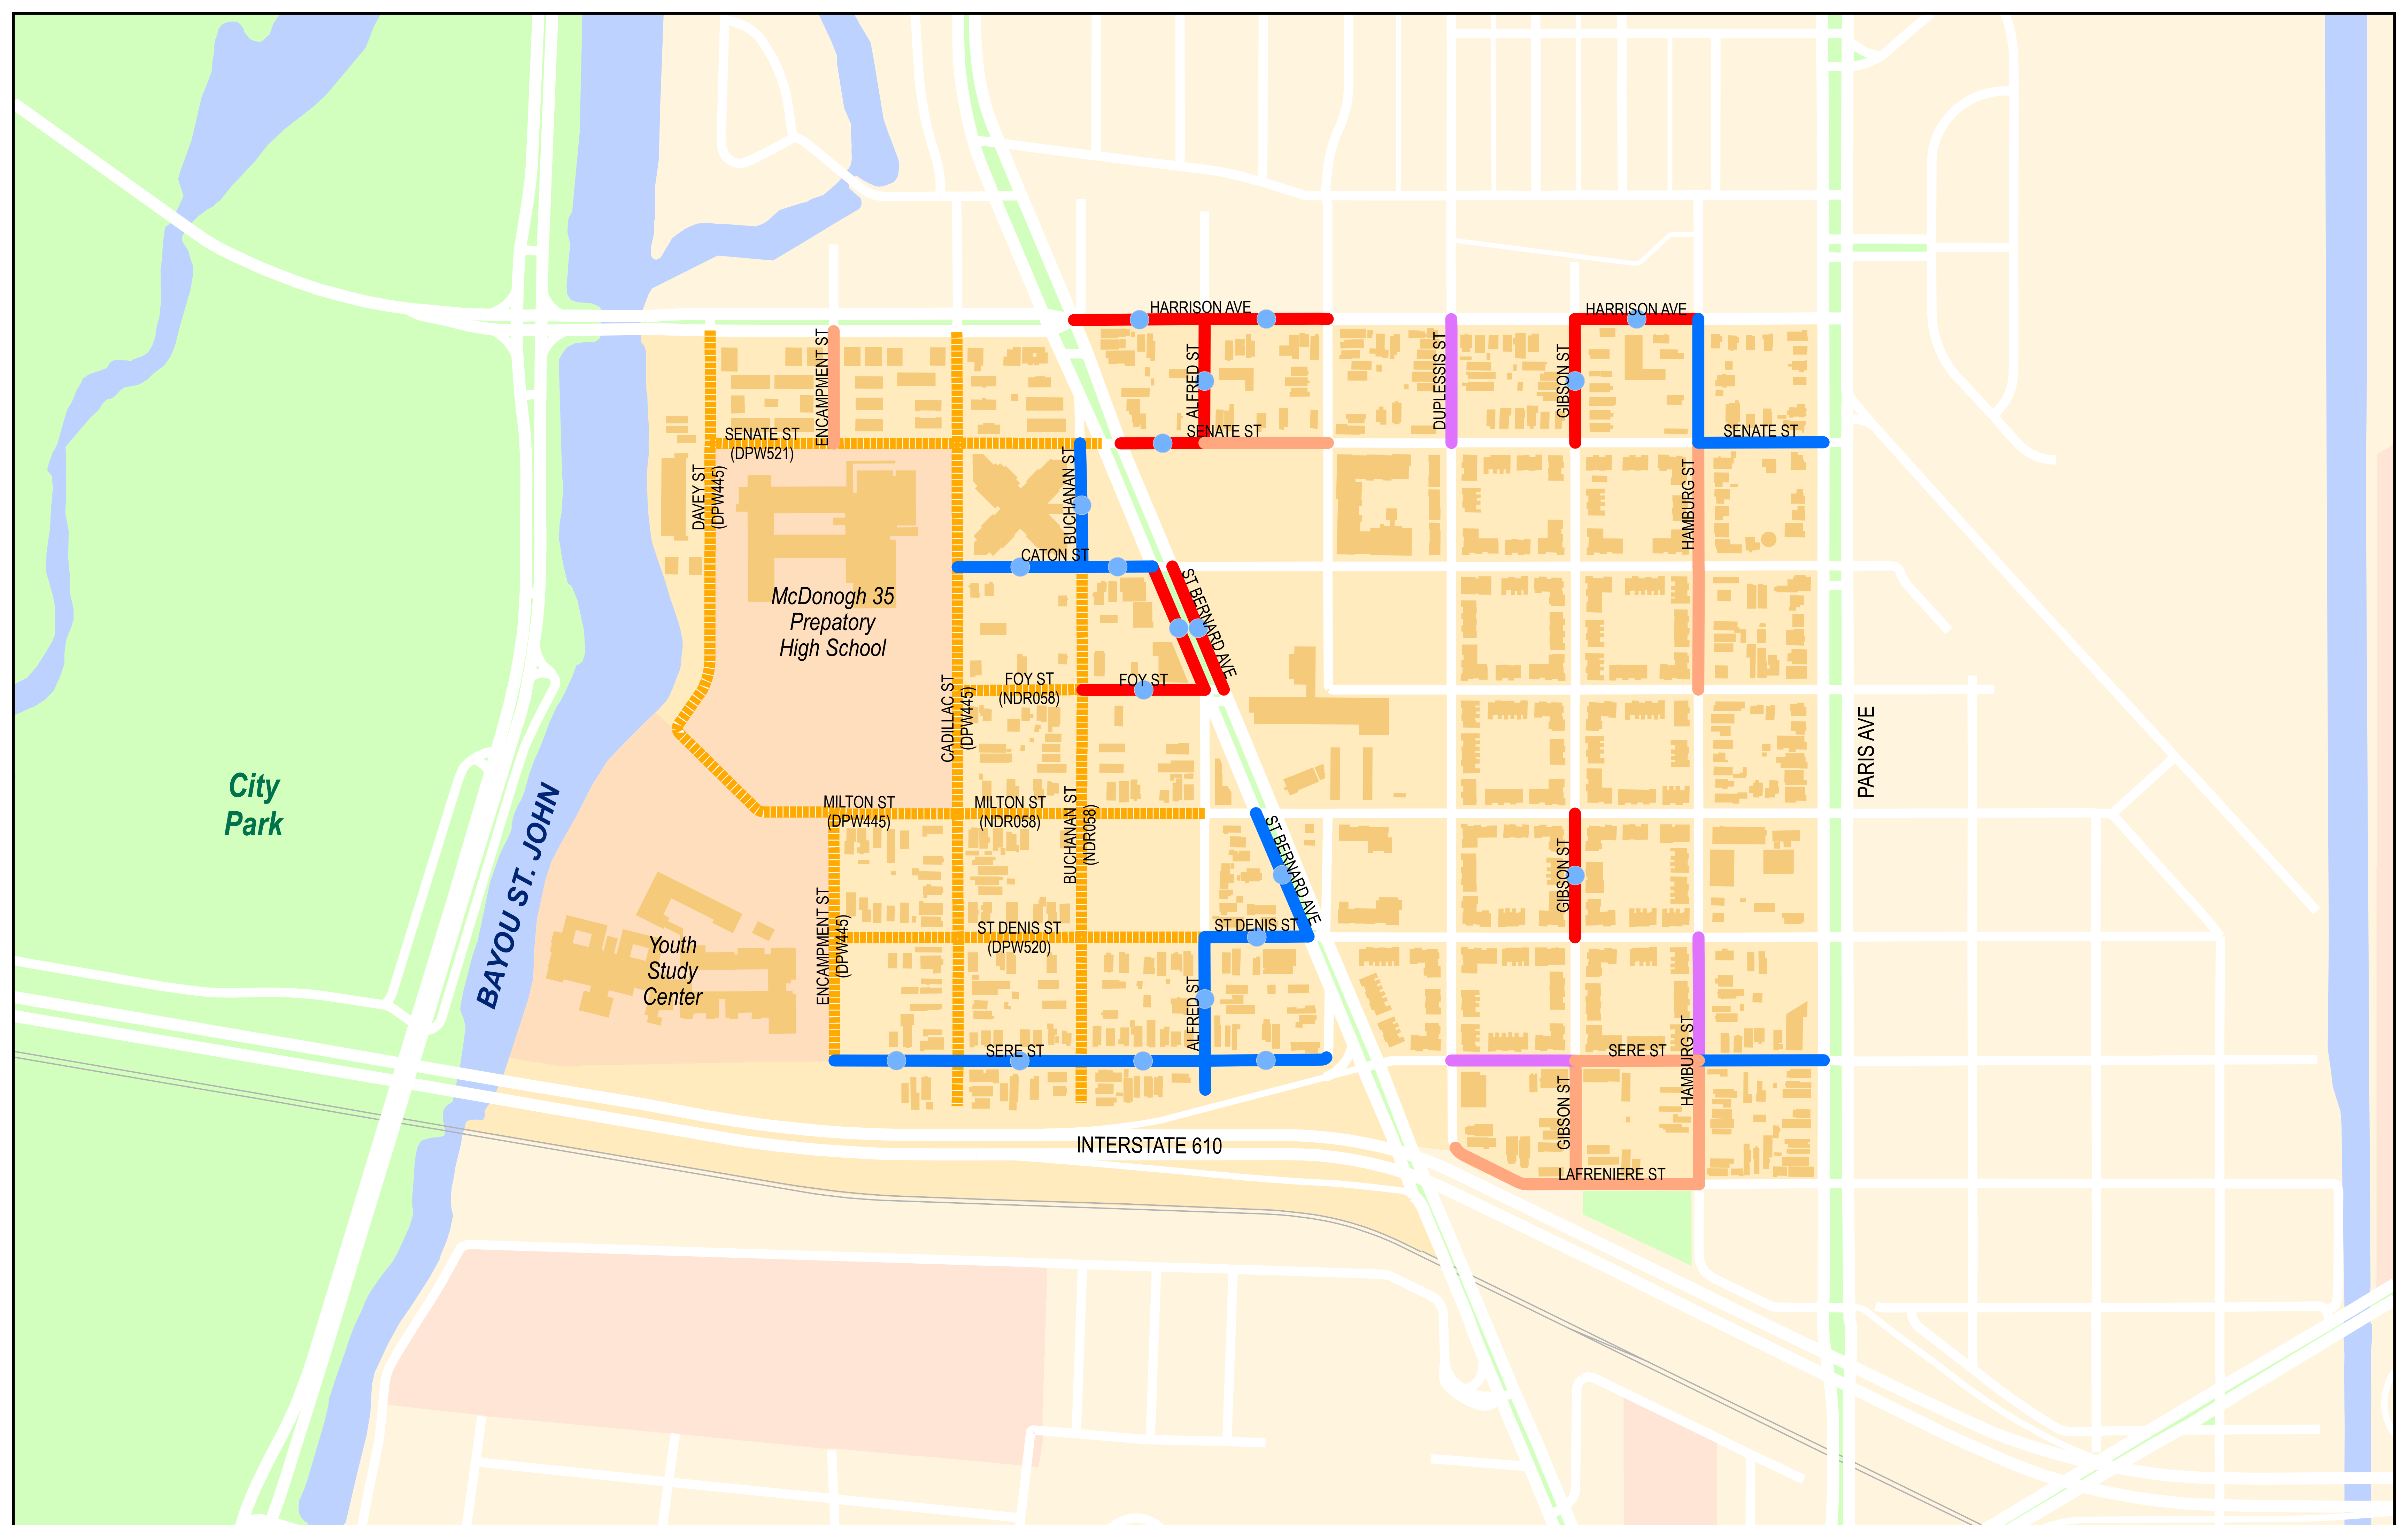 HARRISON AVE
HARRISON AVE
ENCAMPMENT ST
ALFRED ST
DUPLESSIS ST
GIBSON ST
SENATE ST
(DPW521)
SENATE ST
SENATE ST
DAVEY ST
(DPW445)
BUCHANAN ST
HAMBURG ST
CATON ST
ST BERNARD AVE
McDonogh 35
Prepatory
High School
FOY ST
(NDR058)
FOY ST
CADILLAC ST
(DPW445)
PARIS AVE
City
Park
BAYOU ST. JOHN
MILTON ST
(DPW445)
MILTON ST
(NDR058)
BUCHANAN ST
(NDR058)
ST BERNARD AVE
GIBSON ST
ENCAMPMENT ST
(DPW445)
ST DENIS ST
(DPW520)
ST DENIS ST
Youth
Study
Center
ALFRED ST
SERE ST
SERE ST
HAMBURG ST
GIBSON ST
INTERSTATE 610
LAFRENIERE ST